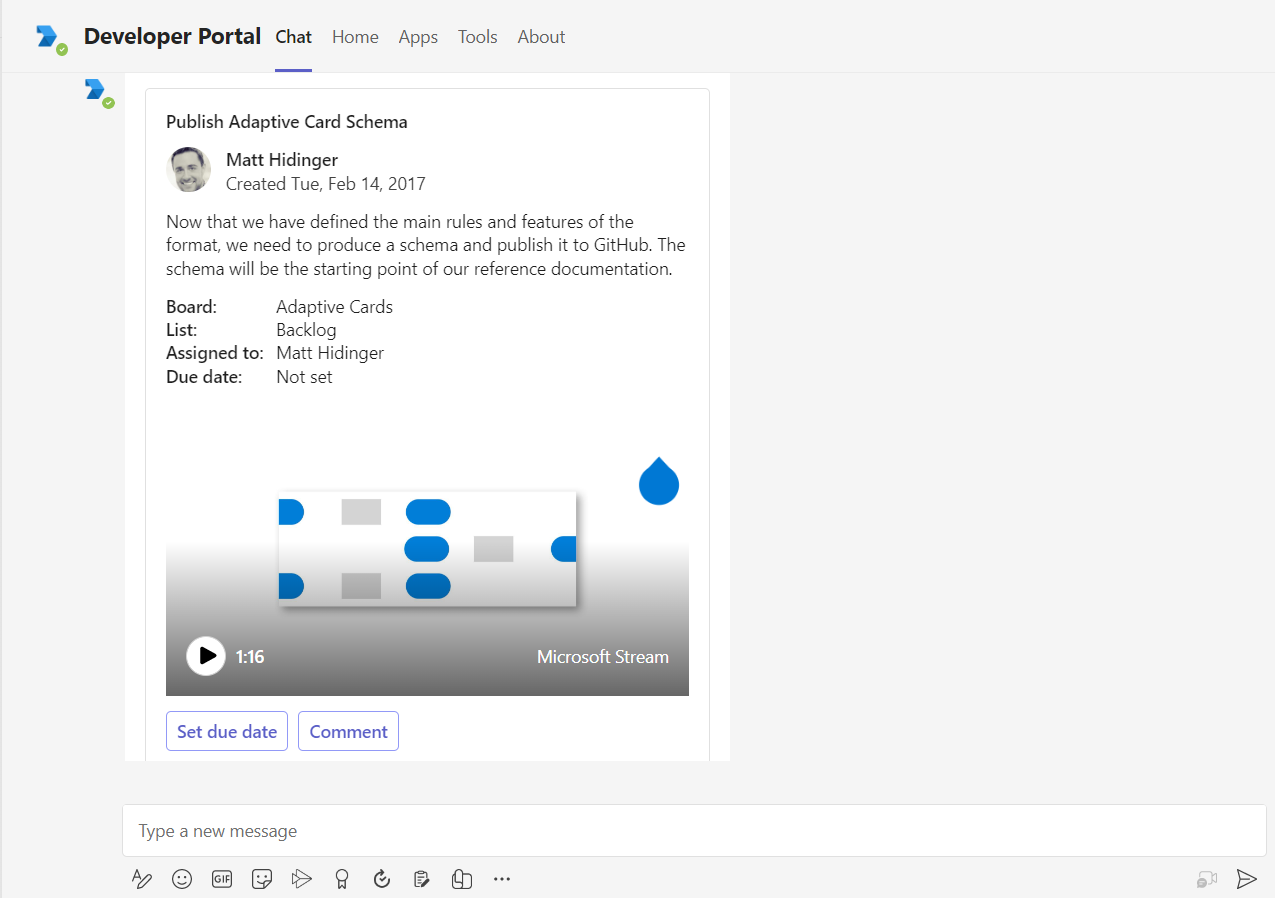 Developer Portal Chat Home Apps Tools About
Publish Adaptive Card Schema
Matt Hidinger
Created Tue, Feb 14, 2017
Now that we have defined the main rules and features of the
format, we need to produce a schema and publish it to GitHub. The
schema will be the starting point of our reference documentation.
Board: Adaptive Cards
List: Backlog
Assigned to: Matt Hidinger
Due date: Not set
1:16 Microsoft Stream
Set due date Comment
Type a new message
GIF